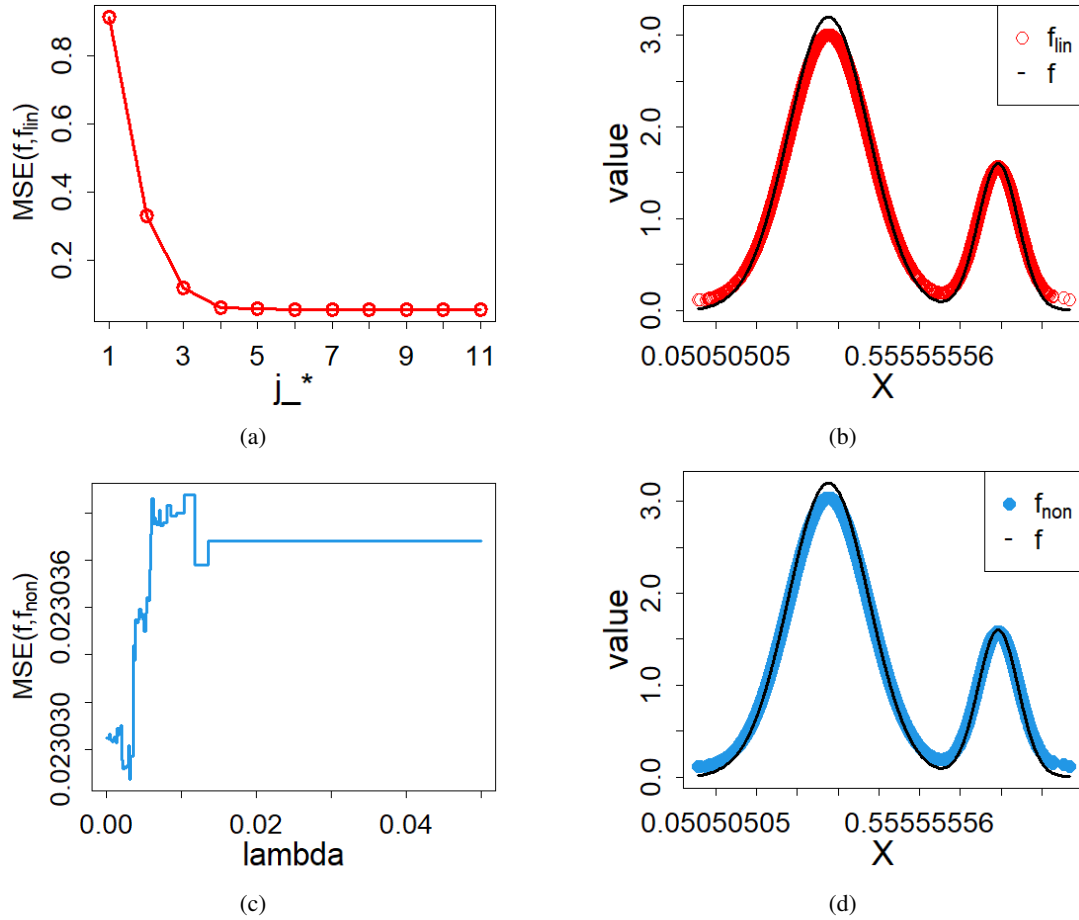 MSE(f,f_lin)
0.8
0.6
0.4
0.2
1 3 5 7 9 11
j_*
(a)
value
3.0
2.0
1.0
0.0
f_lin
f
0.05050505 0.55555556
X
(b)
MSE(f,f_non)
0.023036
0.023030
0.00 0.02 0.04
lambda
(c)
value
3.0
2.0
1.0
0.0
f_non
f
0.05050505 0.55555556
X
(d)